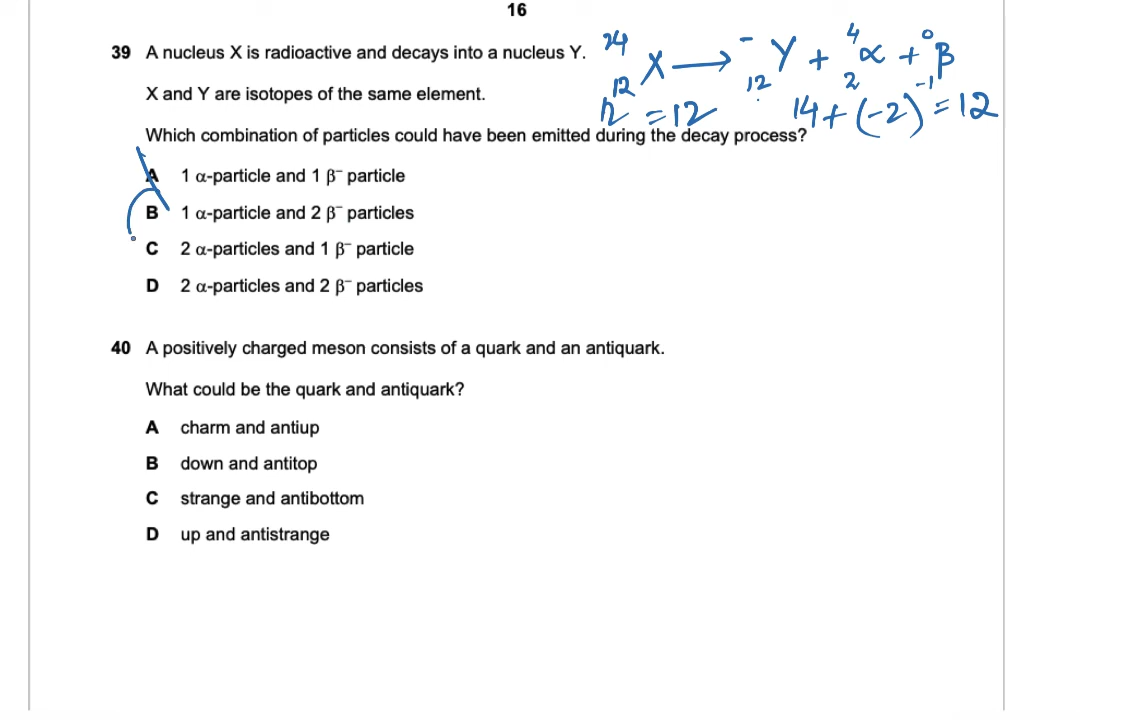 16
39 A nucleus X is radioactive and decays into a nucleus Y.
24 12 X → - 12 Y + 4 2 α + 0 -1 β
X and Y are isotopes of the same element.
12 = 12 14 + (-2) = 12
Which combination of particles could have been emitted during the decay process?
A 1 α-particle and 1 β⁻ particle
B 1 α-particle and 2 β⁻ particles
C 2 α-particles and 1 β⁻ particle
D 2 α-particles and 2 β⁻ particles
40 A positively charged meson consists of a quark and an antiquark.
What could be the quark and antiquark?
A charm and antiup
B down and antitop
C strange and antibottom
D up and antistrange